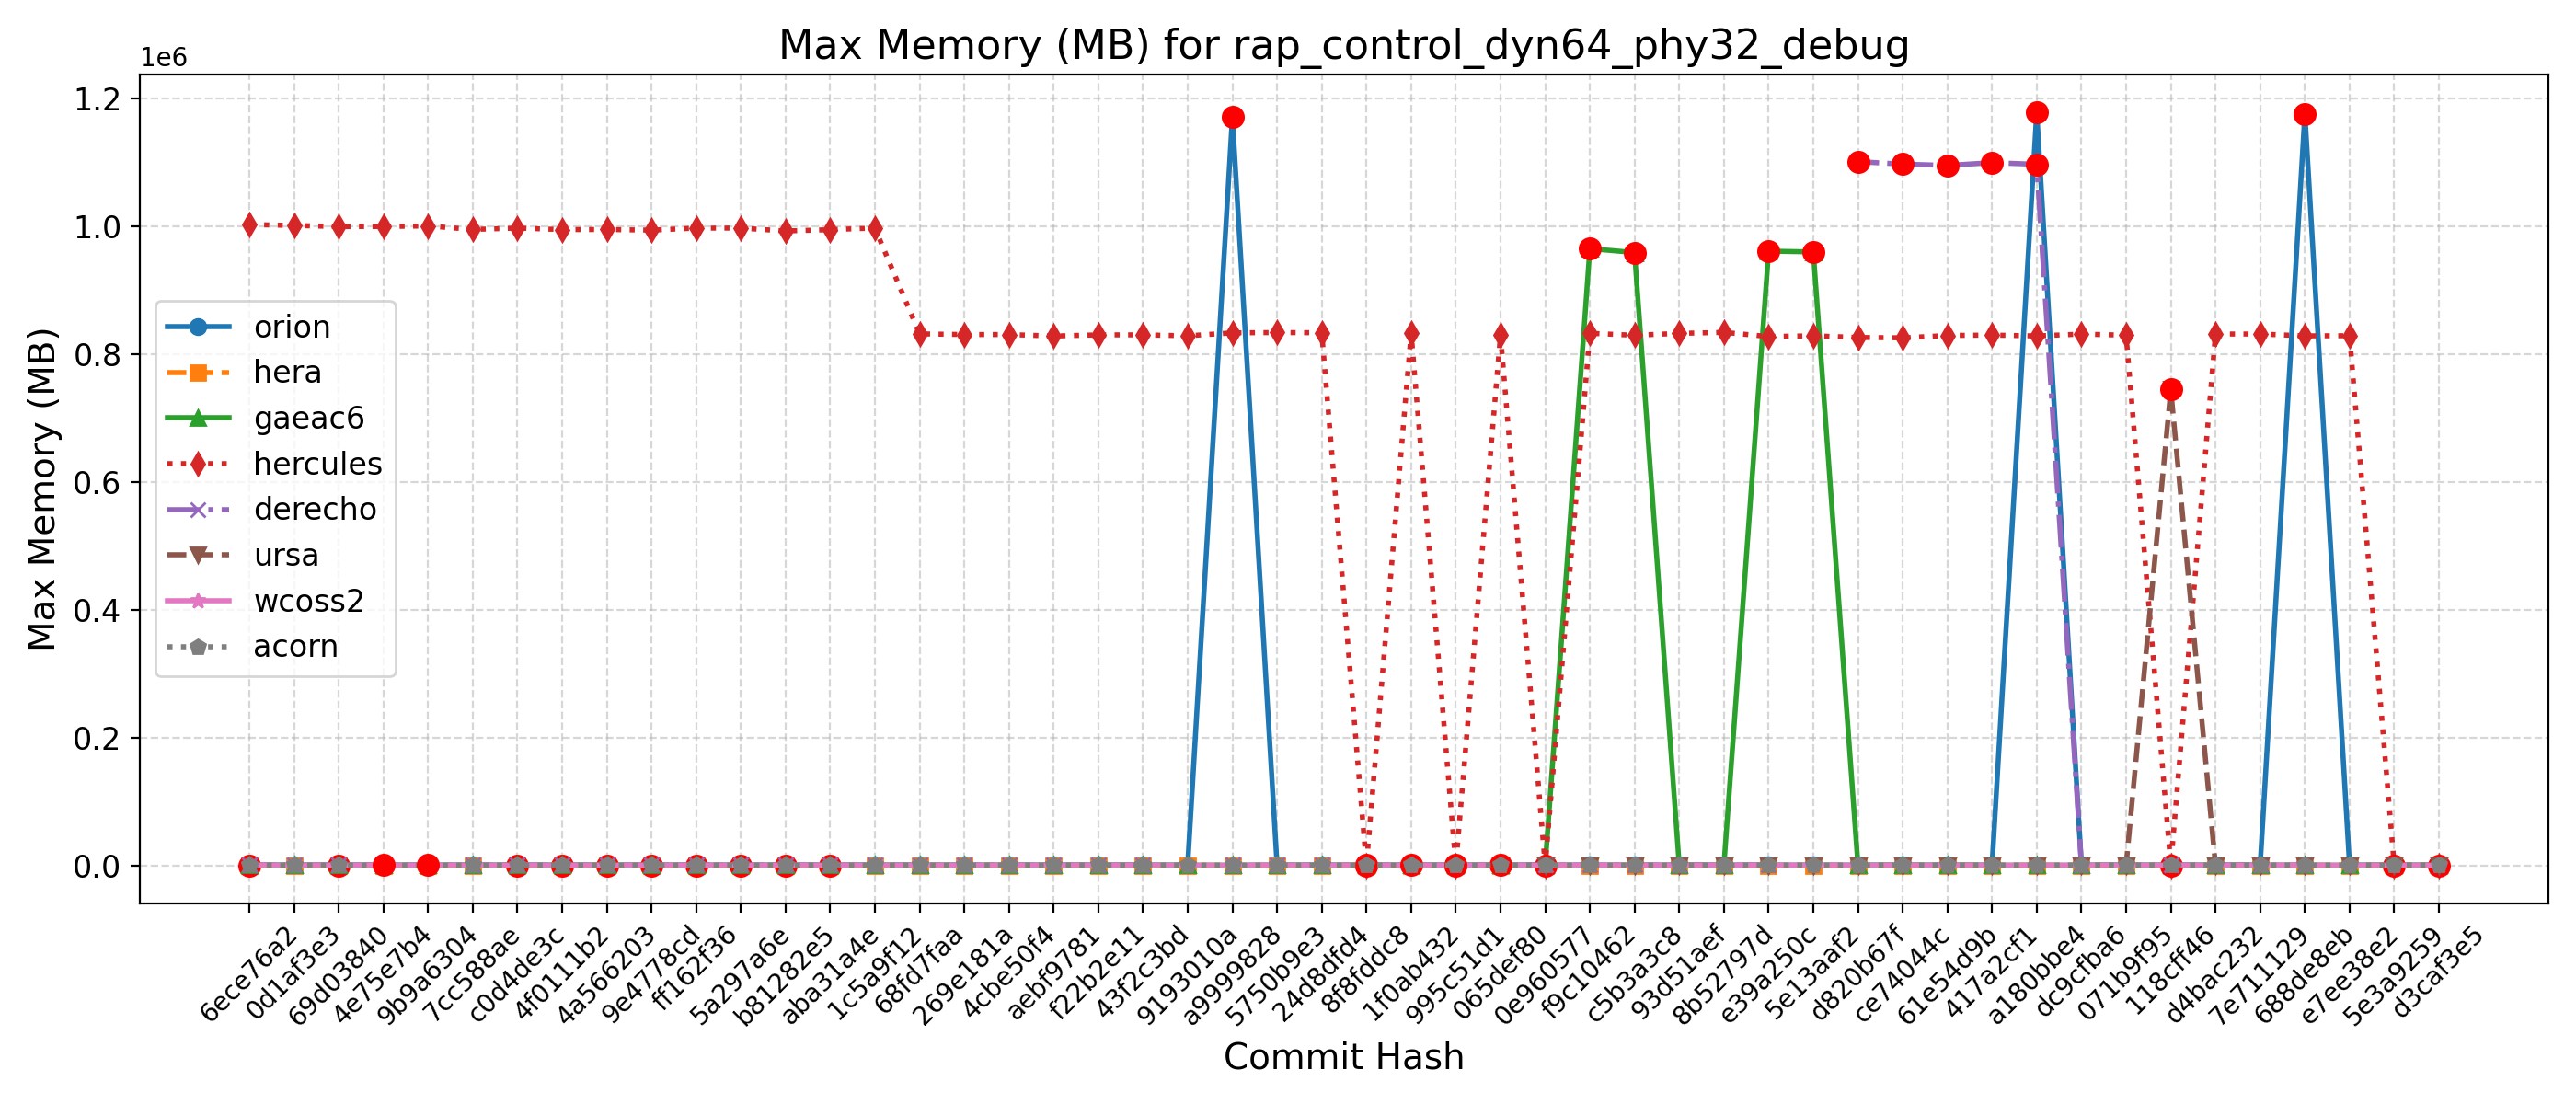 Max Memory (MB) for rap_control_dyn64_phy32_debug
1e6
1.2
1.0
0.8
0.6
0.4
0.2
0.0
Max Memory (MB)
orion
hera
gaeac6
hercules
derecho
ursa
wcoss2
acorn
6ece76a2
0d1af3e3
69d03840
4e75e7b4
9b9a6304
7cc588ae
c0d4de3c
4f0111b2
4a566203
9e4778cd
ff162f36
5a297a6e
b81282e5
aba31a4e
1c5a9f12
68fd7faa
269e181a
4cbe50f4
aebf9781
f22b2e11
43f2c3bd
9193010a
a9999828
5750b9e3
24d8dfd4
8f8fddc8
1f0ab432
995c51d1
065def80
0e960577
f9c10462
c5b3a3c8
93d51aef
8b52797d
e39a250c
5e13aaf2
d820b67f
ce74044c
61e54d9b
417a2cf1
a180bbe4
dc9cfba6
071b9f95
118cff46
d4bac232
7e711129
688de8eb
e7ee38e2
5e3a9259
d3caf3e5
Commit Hash